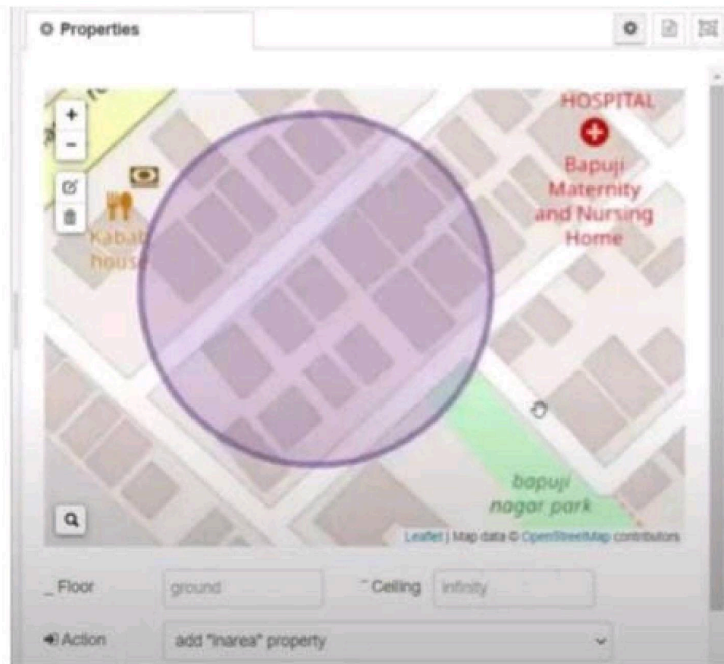 Properties
+
−
HOSPITAL
Bapuji
Maternity
and Nursing
Home
Kabab
house
bapuji
nagar park
Leaflet | Map data © OpenStreetMap contributors
Floor
ground
Ceiling
infinity
Action
add "inarea" property